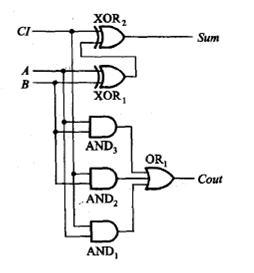 XOR₂
CI
Sum
A
B
XOR₁
AND₃
OR₁
AND₂
Cout
AND₁